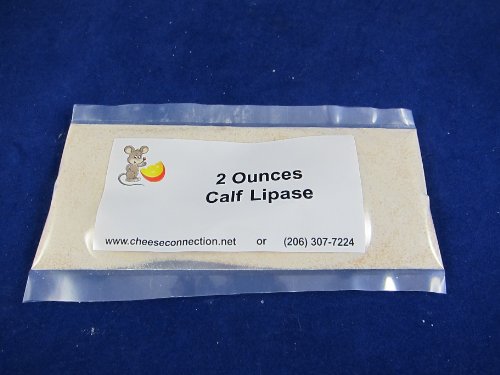 2 Ounces
Calf Lipase
www.cheeseconnection.net or (206) 307-7224